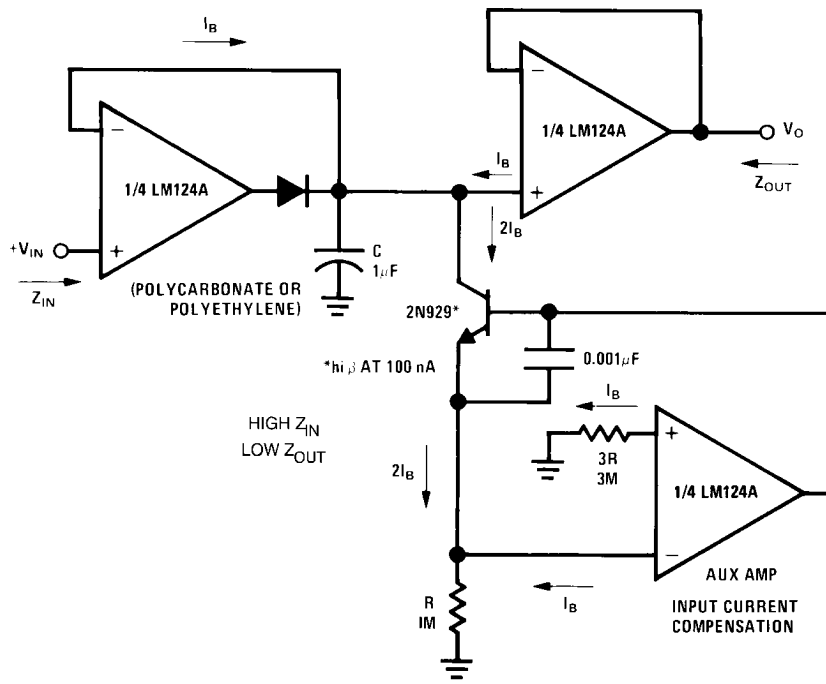 I_B
1/4 LM124A
−
+
+V_IN
Z_IN
(POLYCARBONATE OR
POLYETHYLENE)
C
1μF
I_B
2I_B
−
+
1/4 LM124A
V_O
Z_OUT
2N929*
*hi β AT 100 nA
0.001μF
HIGH Z_IN
LOW Z_OUT
2I_B
I_B
3R
3M
+
−
1/4 LM124A
I_B
AUX AMP
INPUT CURRENT
COMPENSATION
R
1M